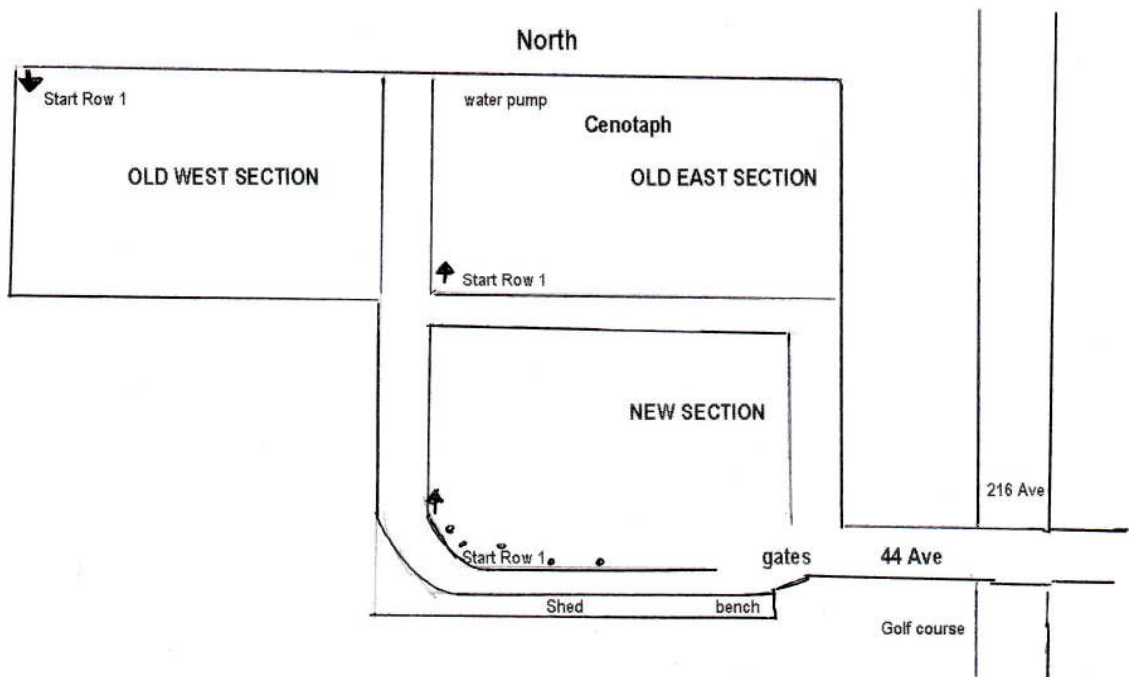 North
Start Row 1
water pump
Cenotaph
OLD WEST SECTION
OLD EAST SECTION
Start Row 1
NEW SECTION
216 Ave
Start Row 1
gates
44 Ave
Shed
bench
Golf course